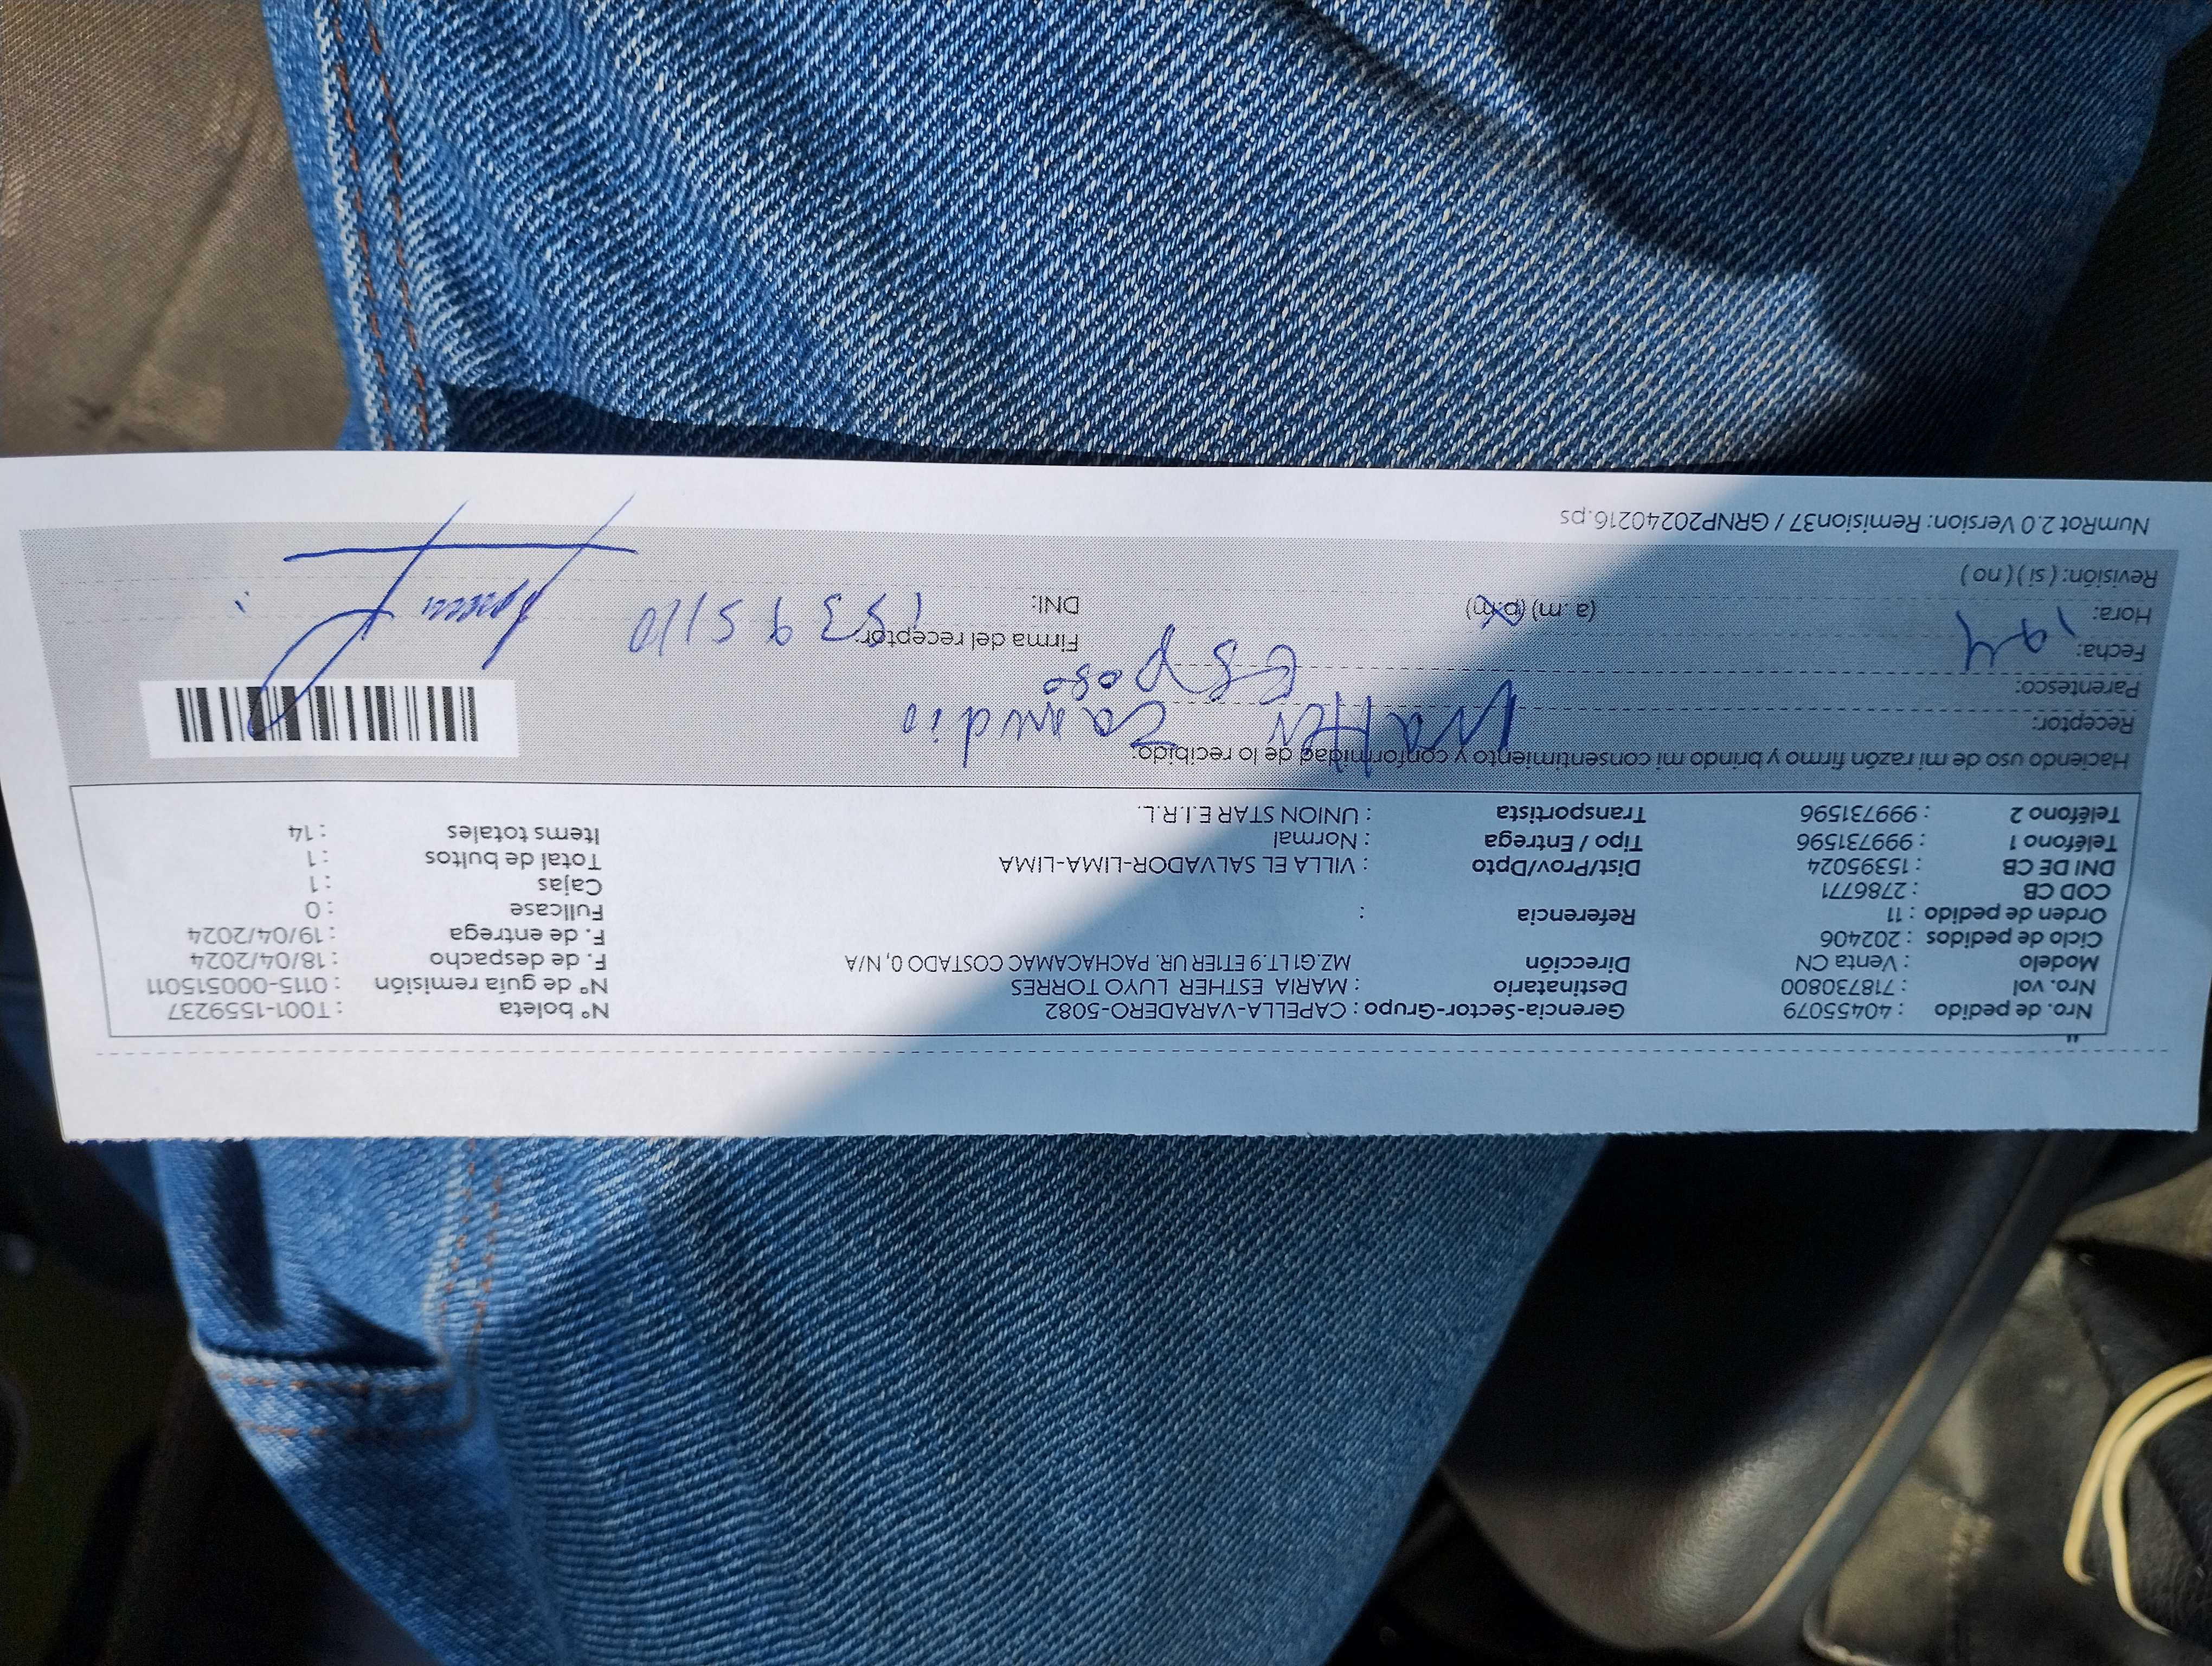 Nro. de pedido : 40455079 Gerencia-Sector-Grupo : CAPELLA-VARADERO-5082 N° boleta : T001-1559237
Nro. vol. : 718730800 Destinatario : MARIA ESTHER LUYO TORRES N° de guía remisión : 0115-000515011
Modelo : Venta CN Dirección MZ.G1LT.9 ET1ER UR. PACHACAMAC COSTADO 0, N/A F. de despacho : 18/04/2024
Ciclo de pedidos : 202406 F. de entrega : 19/04/2024
Orden de pedido : 11 Referencia : Fullcase : 0
COD CB : 2786771 Cajas : 1
DNI DE CB : 15395024 Dist/Prov/Dpto : VILLA EL SALVADOR-LIMA-LIMA Total de bultos : 1
Teléfono 1 : 999731596 Tipo / Entrega : Normal Items totales : 14
Teléfono 2 : 999731596 Transportista : UNION STAR E.I.R.L.
Haciendo uso de mi razón firmo y brindo mi consentimiento y conformidad de lo recibido:
Receptor: Walter Zamudio
Parentesco: Esposo
Fecha: 19-4 Firma del receptor:
Hora: (a. m) (p.m) DNI: 15395110
Revisión: ( si ) ( no )
NumRot 2.0 Version: Remision37 / GRNP20240216.ps